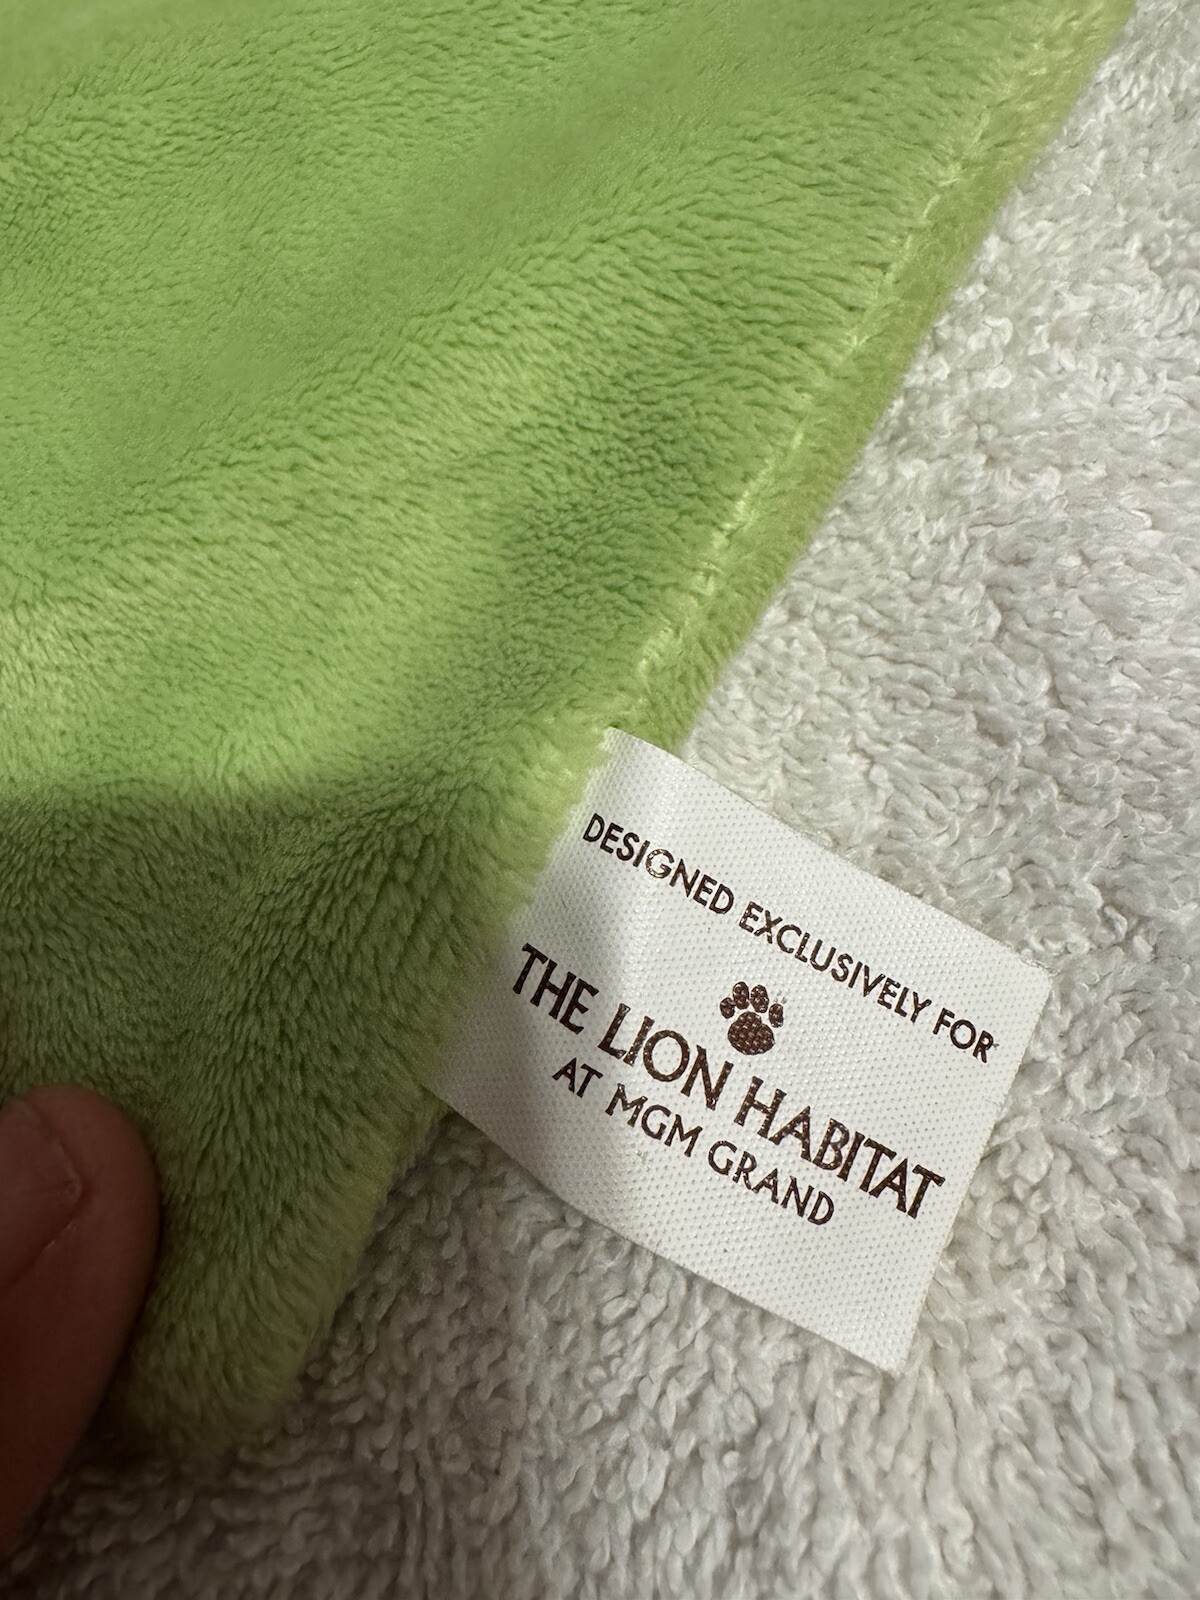 DESIGNED EXCLUSIVELY FOR
THE LION HABITAT
AT MGM GRAND